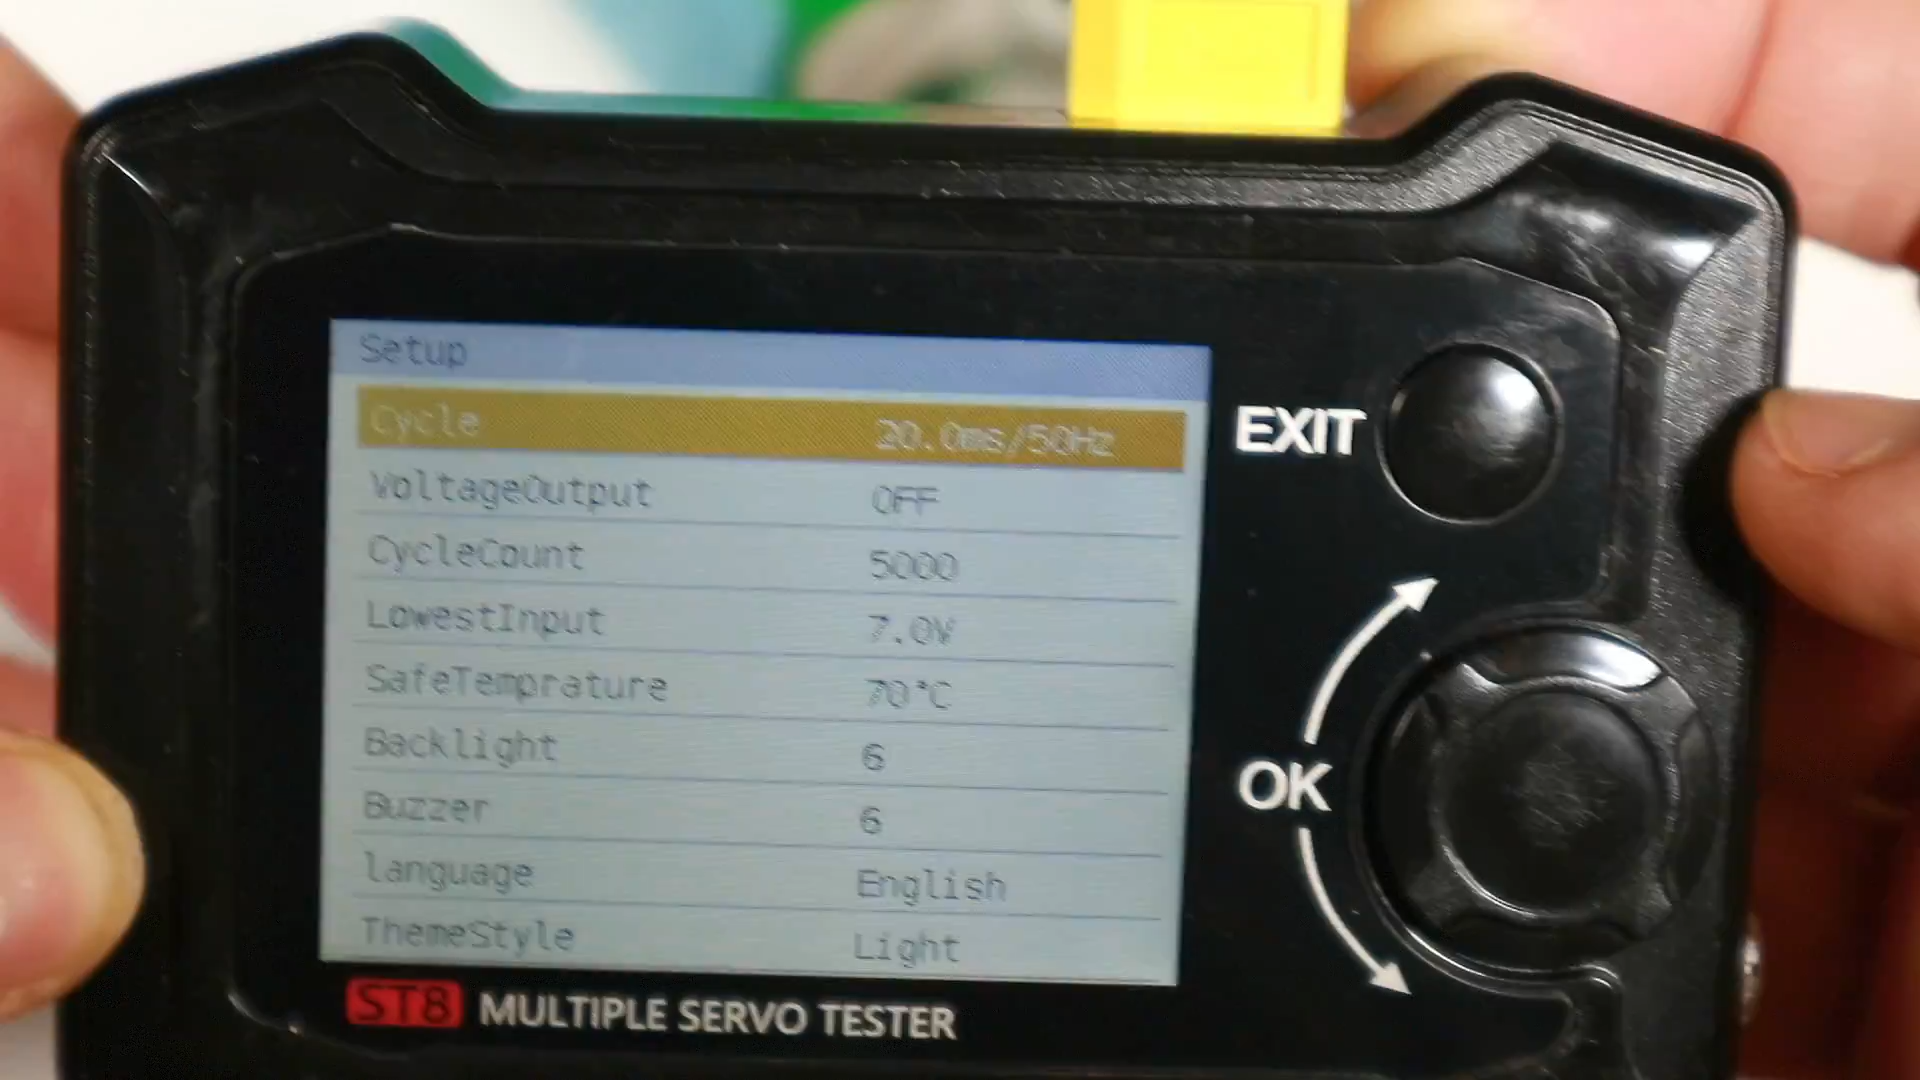 Setup
Cycle 20.0ms/50Hz
VoltageOutput OFF
CycleCount 5000
LowestInput 7.0V
SafeTemprature 70°C
Backlight 6
Buzzer 6
language English
ThemeStyle Light
EXIT
OK
ST8 MULTIPLE SERVO TESTER